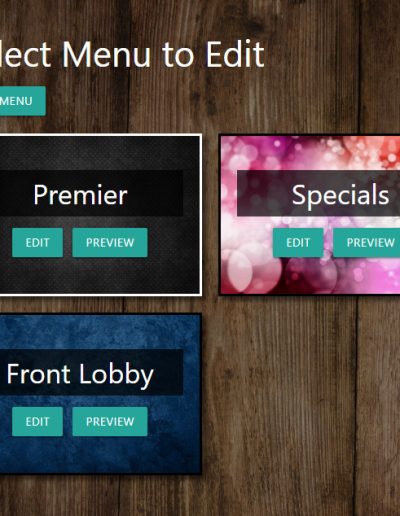 lect Menu to Edit
MENU
Premier
Specials
EDIT PREVIEW
EDIT PREVIEW
Front Lobby
EDIT PREVIEW